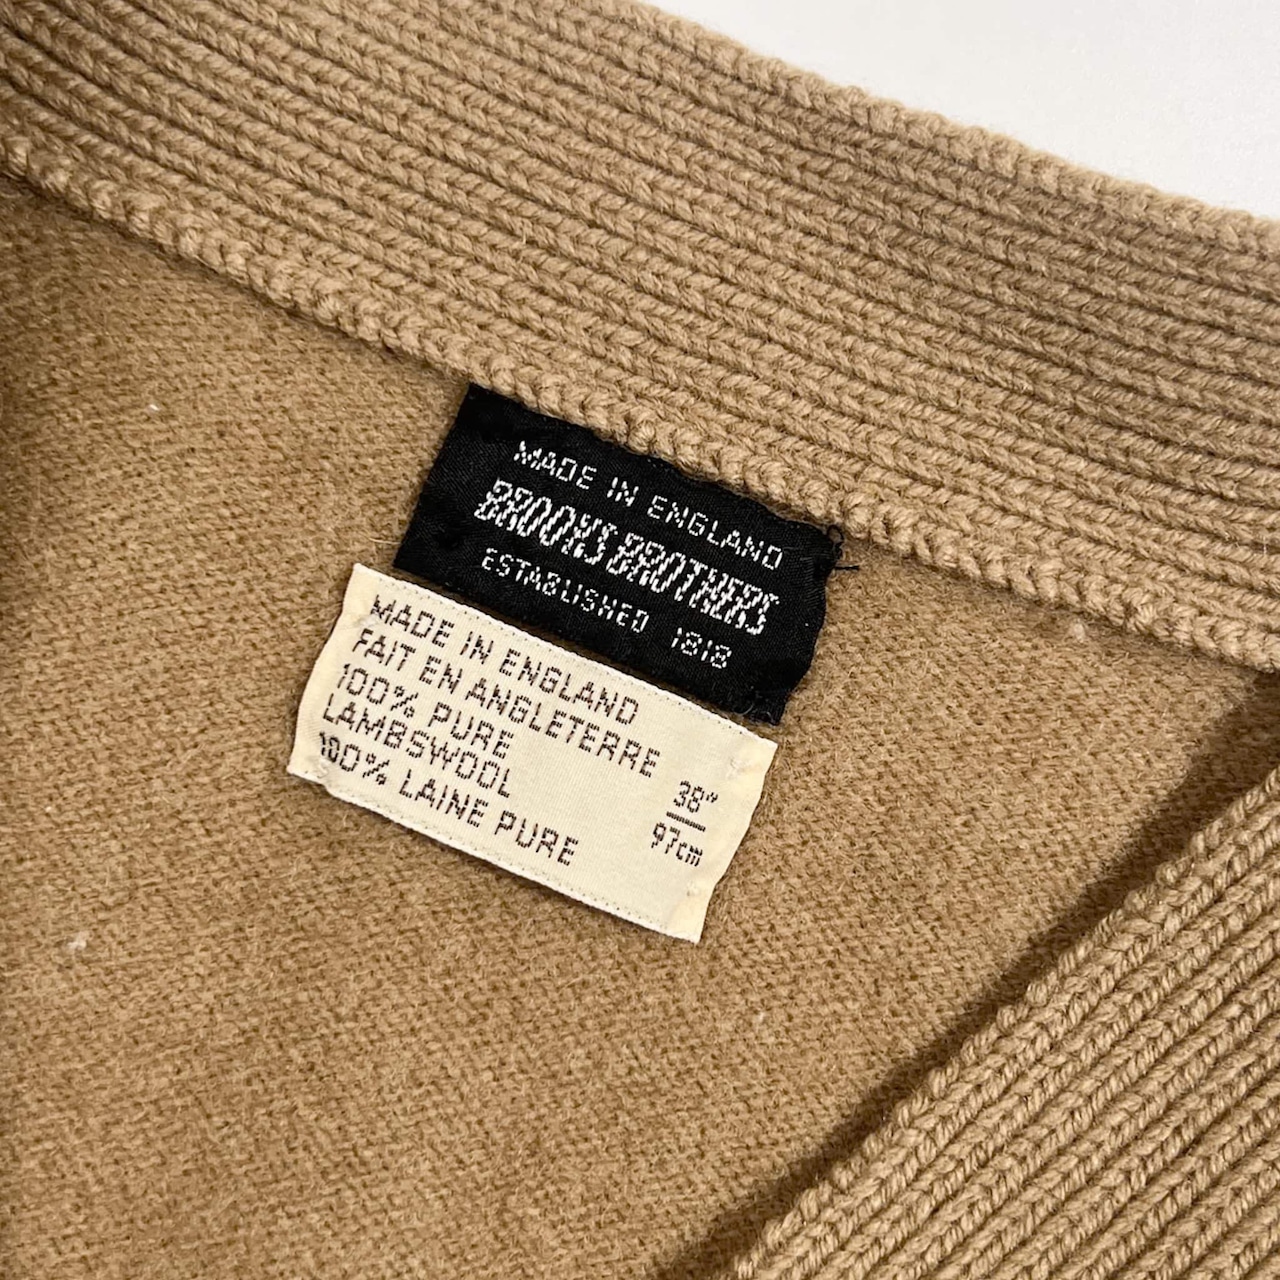 MADE IN ENGLAND
BROOKS BROTHERS
ESTABLISHED 1818
MADE IN ENGLAND
FAIT EN ANGLETERRE
100% PURE
LAMBSWOOL
100% LAINE PURE
38"
97cm